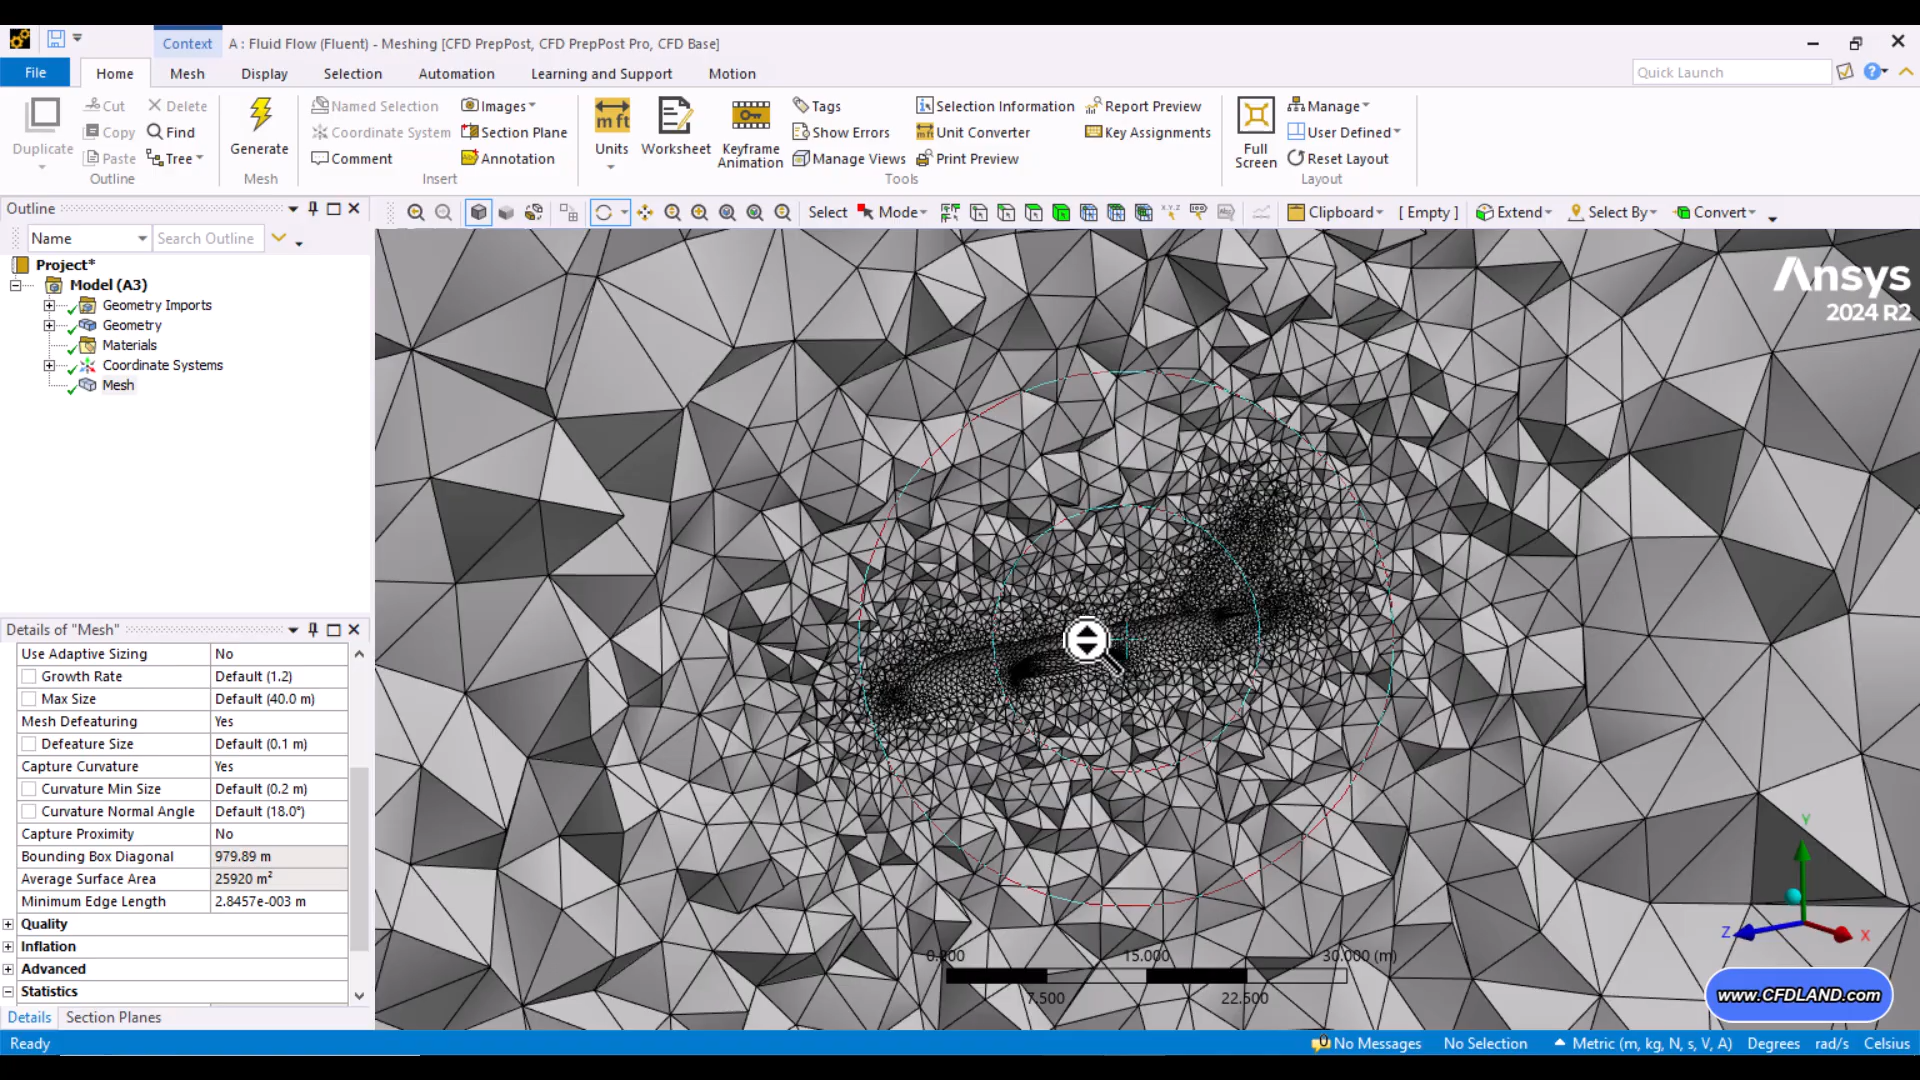 Context
A : Fluid Flow (Fluent) - Meshing [CFD PrepPost, CFD PrepPost Pro, CFD Base]
File
Home
Mesh
Display
Selection
Automation
Learning and Support
Motion
Quick Launch
Duplicate
Cut
Copy
Paste
Delete
Find
Tree
Outline
Generate
Mesh
Named Selection
Coordinate System
Comment
Images
Section Plane
Annotation
Insert
mft
Units
Worksheet
Keyframe
Animation
Tags
Show Errors
Manage Views
Selection Information
Unit Converter
Print Preview
Report Preview
Key Assignments
Tools
Full
Screen
Manage
User Defined
Reset Layout
Layout
Outline
Select
Mode
Clipboard
[ Empty ]
Extend
Select By
Convert
Name
Search Outline
Project*
Model (A3)
Geometry Imports
Geometry
Materials
Coordinate Systems
Mesh
Ansys
2024 R2
Details of "Mesh"
Use Adaptive Sizing No
Growth Rate Default (1.2)
Max Size Default (40.0 m)
Mesh Defeaturing Yes
Defeature Size Default (0.1 m)
Capture Curvature Yes
Curvature Min Size Default (0.2 m)
Curvature Normal Angle Default (18.0°)
Capture Proximity No
Bounding Box Diagonal 979.89 m
Average Surface Area 25920 m²
Minimum Edge Length 2.8457e-003 m
Quality
Inflation
Advanced
Statistics
Details
Section Planes
0.000 15.000 30.000 (m)
7.500 22.500
Y
Z
X
www.CFDLAND.com
Ready
No Messages
No Selection
Metric (m, kg, N, s, V, A)
Degrees
rad/s
Celsius